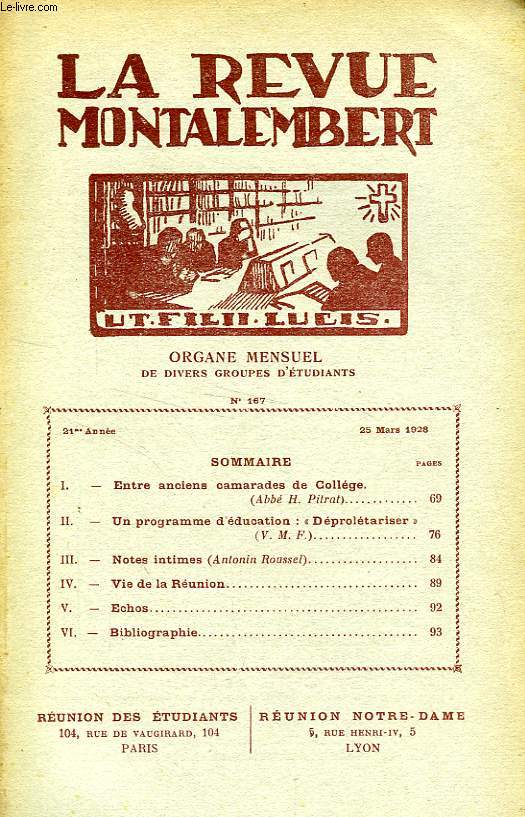 Le-livre.com
LA REVUE
MONTALEMBERT
UT. FILII. LUCIS.
ORGANE MENSUEL
DE DIVERS GROUPES D'ÉTUDIANTS
N° 167
21me Année 25 Mars 1928
SOMMAIRE PAGES
I. — Entre anciens camarades de Collége.
(Abbé H. Pitrat)............. 69
II. — Un programme d'éducation : « Déprolétariser »
(V. M. F.).................. 76
III. — Notes intimes (Antonin Roussel)................ 84
IV. — Vie de la Réunion............................ 89
V. — Echos........................................ 92
VI. — Bibliographie................................ 93
RÉUNION DES ÉTUDIANTS
104, RUE DE VAUGIRARD, 104
PARIS
RÉUNION NOTRE-DAME
5, RUE HENRI-IV, 5
LYON